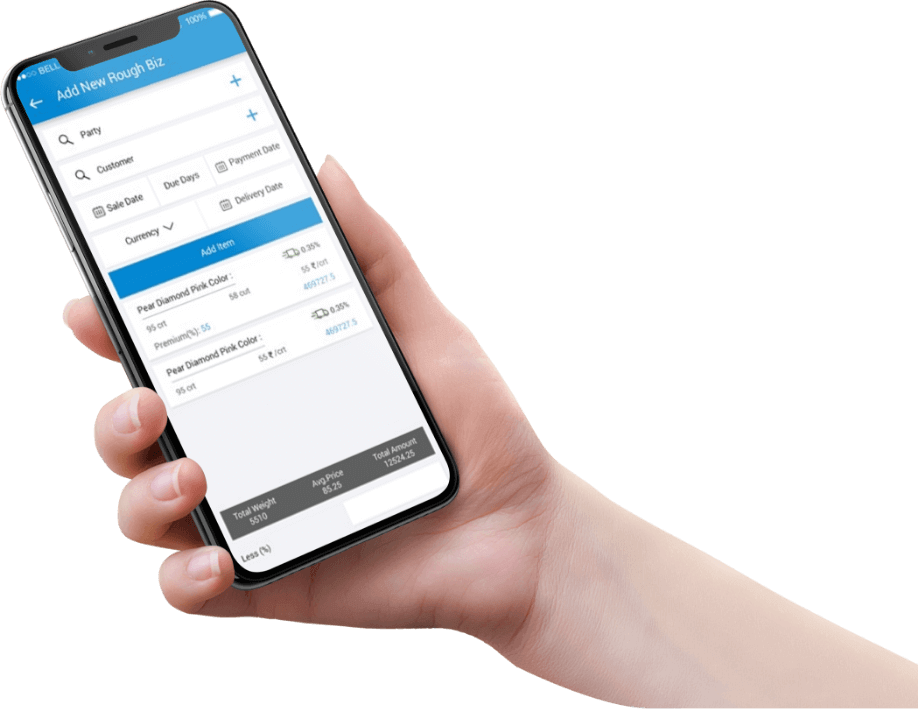 BELL 100%
Add New Rough Biz
Party
Customer
Sale Date Due Days Payment Date
Currency Delivery Date
Add Item
Pear Diamond Pink Color : 0.35%
95 crt 58 cut 55 ₹/crt
Premium(%): 55 469727.5
Pear Diamond Pink Color : 0.35%
95 crt 55 ₹/crt 469727.5
Total Weight Avg.Price Total Amount
5510 85.25 12524.25
Less (%)